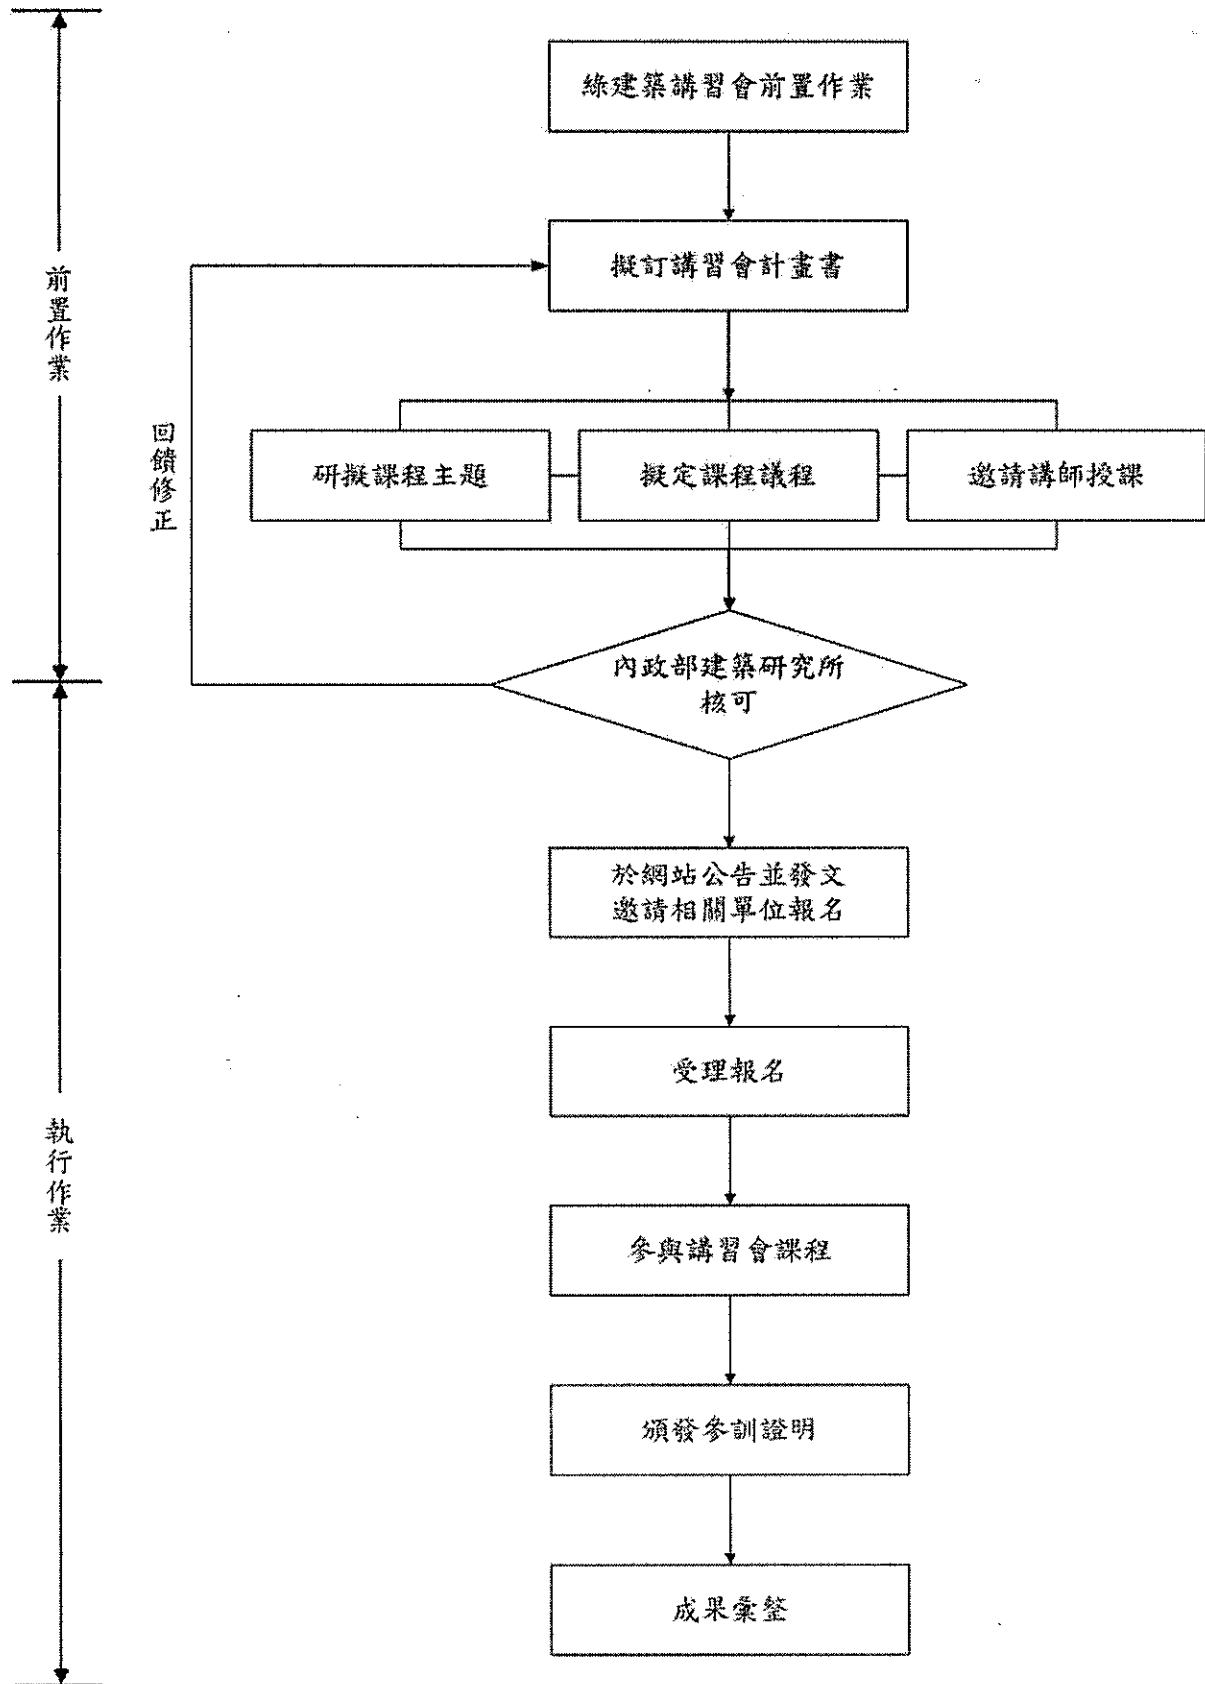 綠建築講習會前置作業
擬訂講習會計畫書
前置作業
回饋修正
研擬課程主題
擬定課程議程
邀請講師授課
內政部建築研究所
核可
於網站公告並發文
邀請相關單位報名
受理報名
執行作業
參與講習會課程
頒發參訓證明
成果彙整